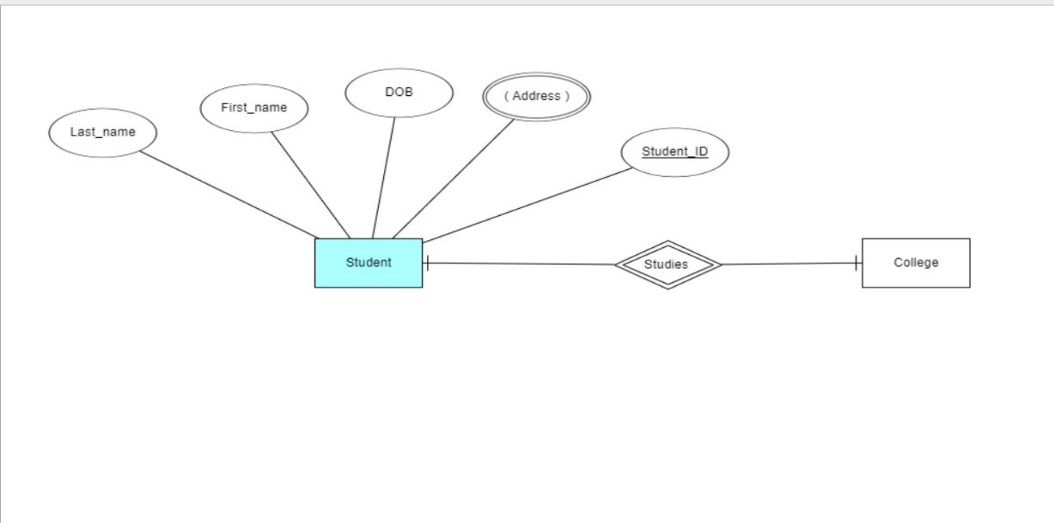 Last_name
First_name
DOB
( Address )
Student_ID
Student
Studies
College